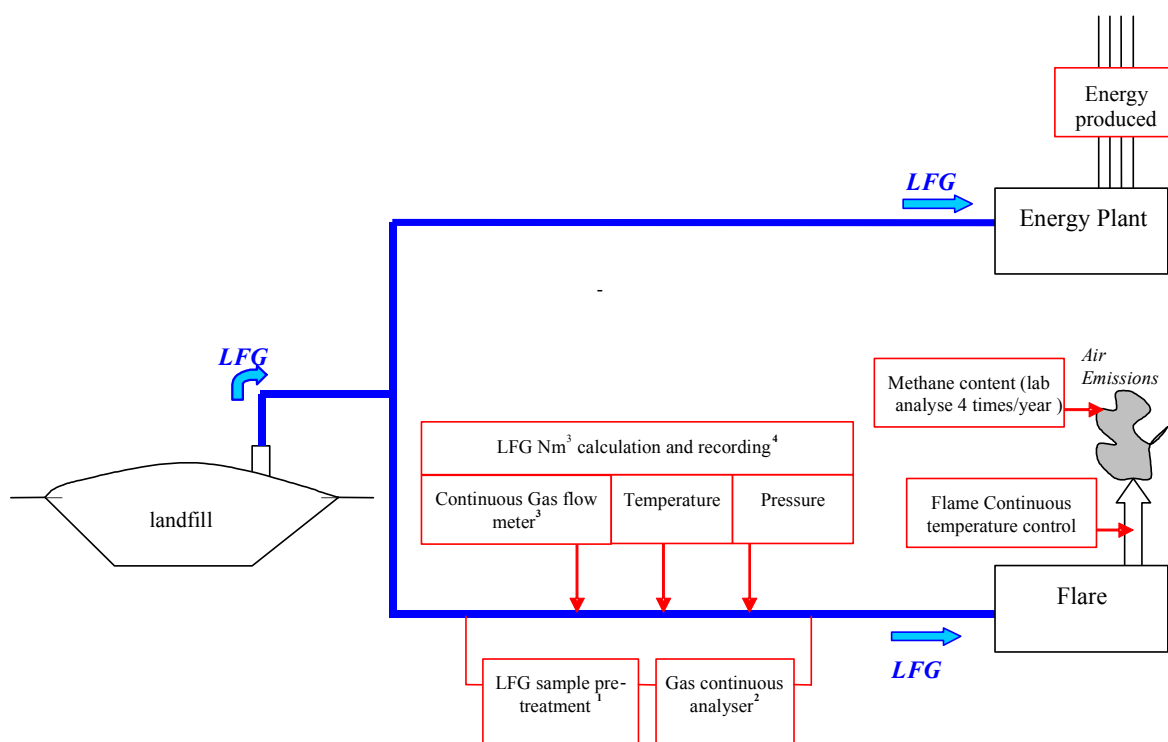 Energy
produced
LFG
Energy Plant
-
LFG
Air
Emissions
Methane content (lab
analyse 4 times/year )
LFG Nm³ calculation and recording⁴
Continuous Gas flow
meter³
Temperature
Pressure
Flame Continuous
temperature control
landfill
Flare
LFG
LFG sample pre-
treatment ¹
Gas continuous
analyser²